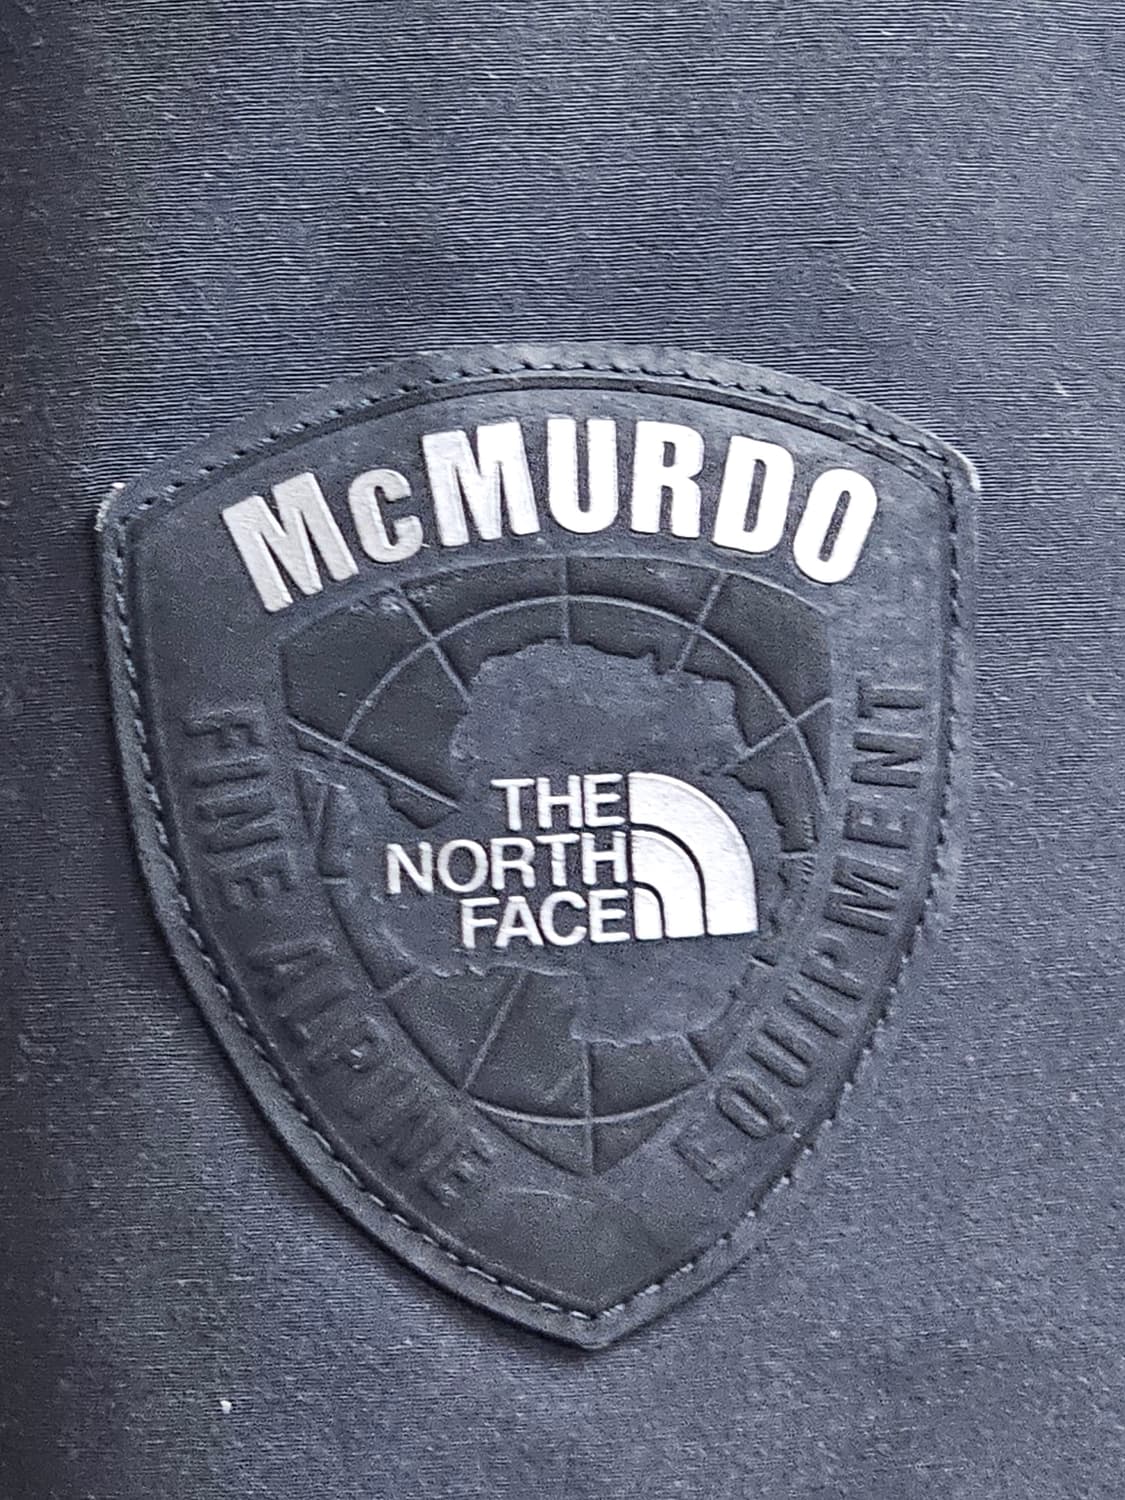 McMURDO
THE
NORTH
FACE
FINE ALPINE
EQUIPMENT